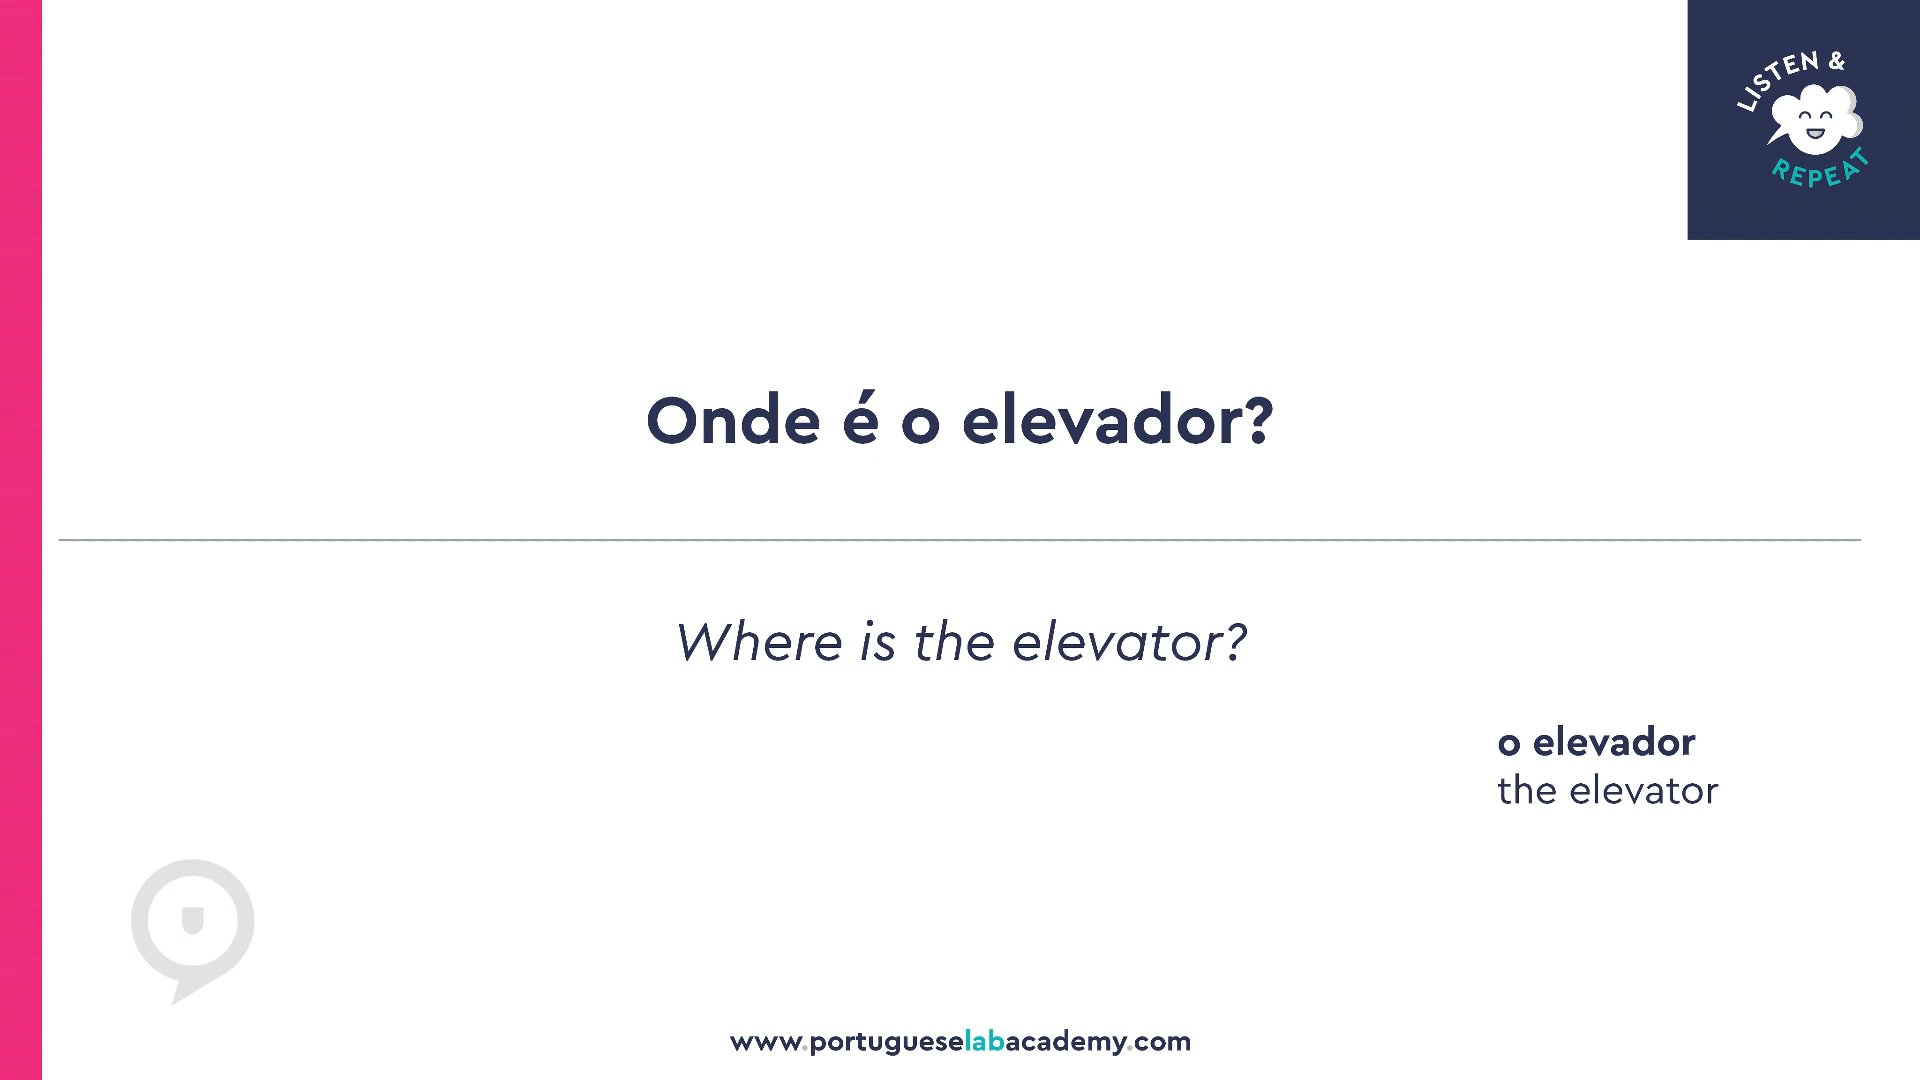 LISTEN &
REPEAT
Onde é o elevador?
Where is the elevator?
o elevador
the elevator
www.portugueselabacademy.com